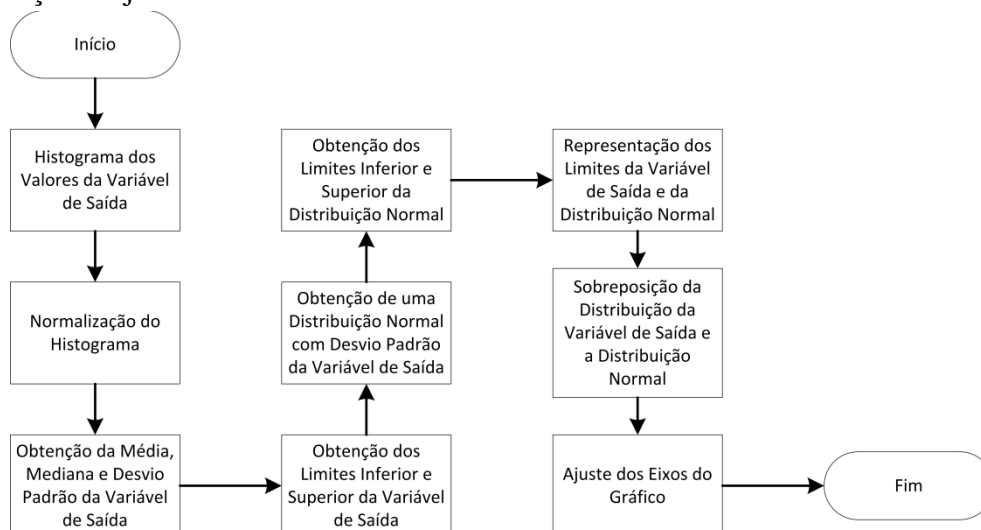 Início
Histograma dos
Valores da Variável
de Saída
Normalização do
Histograma
Obtenção da Média,
Mediana e Desvio
Padrão da Variável
de Saída
Obtenção dos
Limites Inferior e
Superior da Variável
de Saída
Obtenção de uma
Distribuição Normal
com Desvio Padrão
da Variável de Saída
Obtenção dos
Limites Inferior e
Superior da
Distribuição Normal
Representação dos
Limites da Variável
de Saída e da
Distribuição Normal
Sobreposição da
Distribuição da
Variável de Saída e
a Distribuição
Normal
Ajuste dos Eixos do
Gráfico
Fim